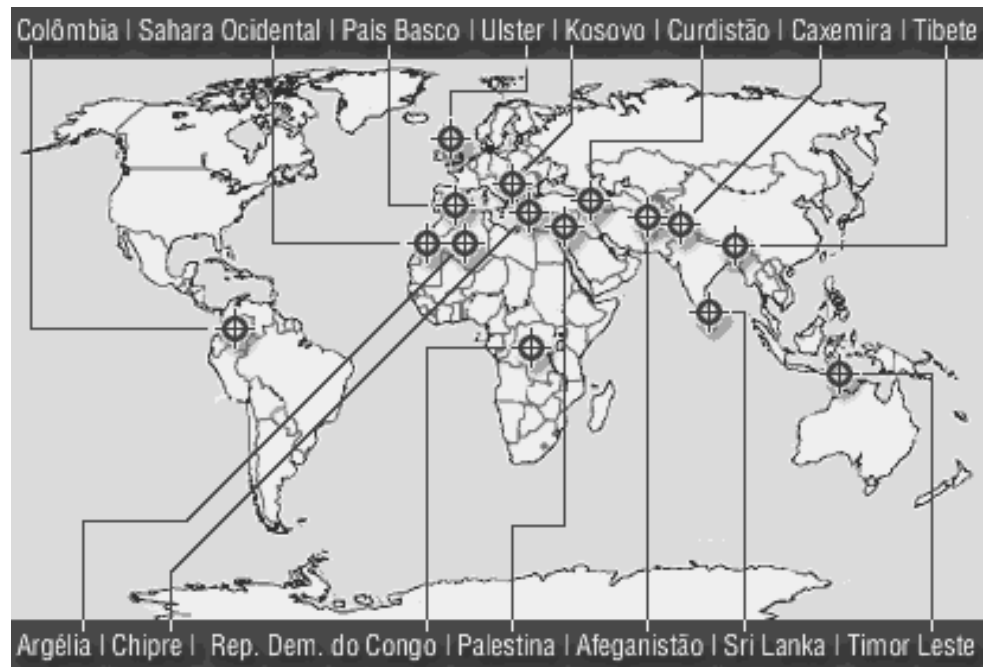 Colômbia | Sahara Ocidental | País Basco | Ulster | Kosovo | Curdistão | Caxemira | Tibete
Argélia | Chipre | Rep. Dem. do Congo | Palestina | Afeganistão | Sri Lanka | Timor Leste